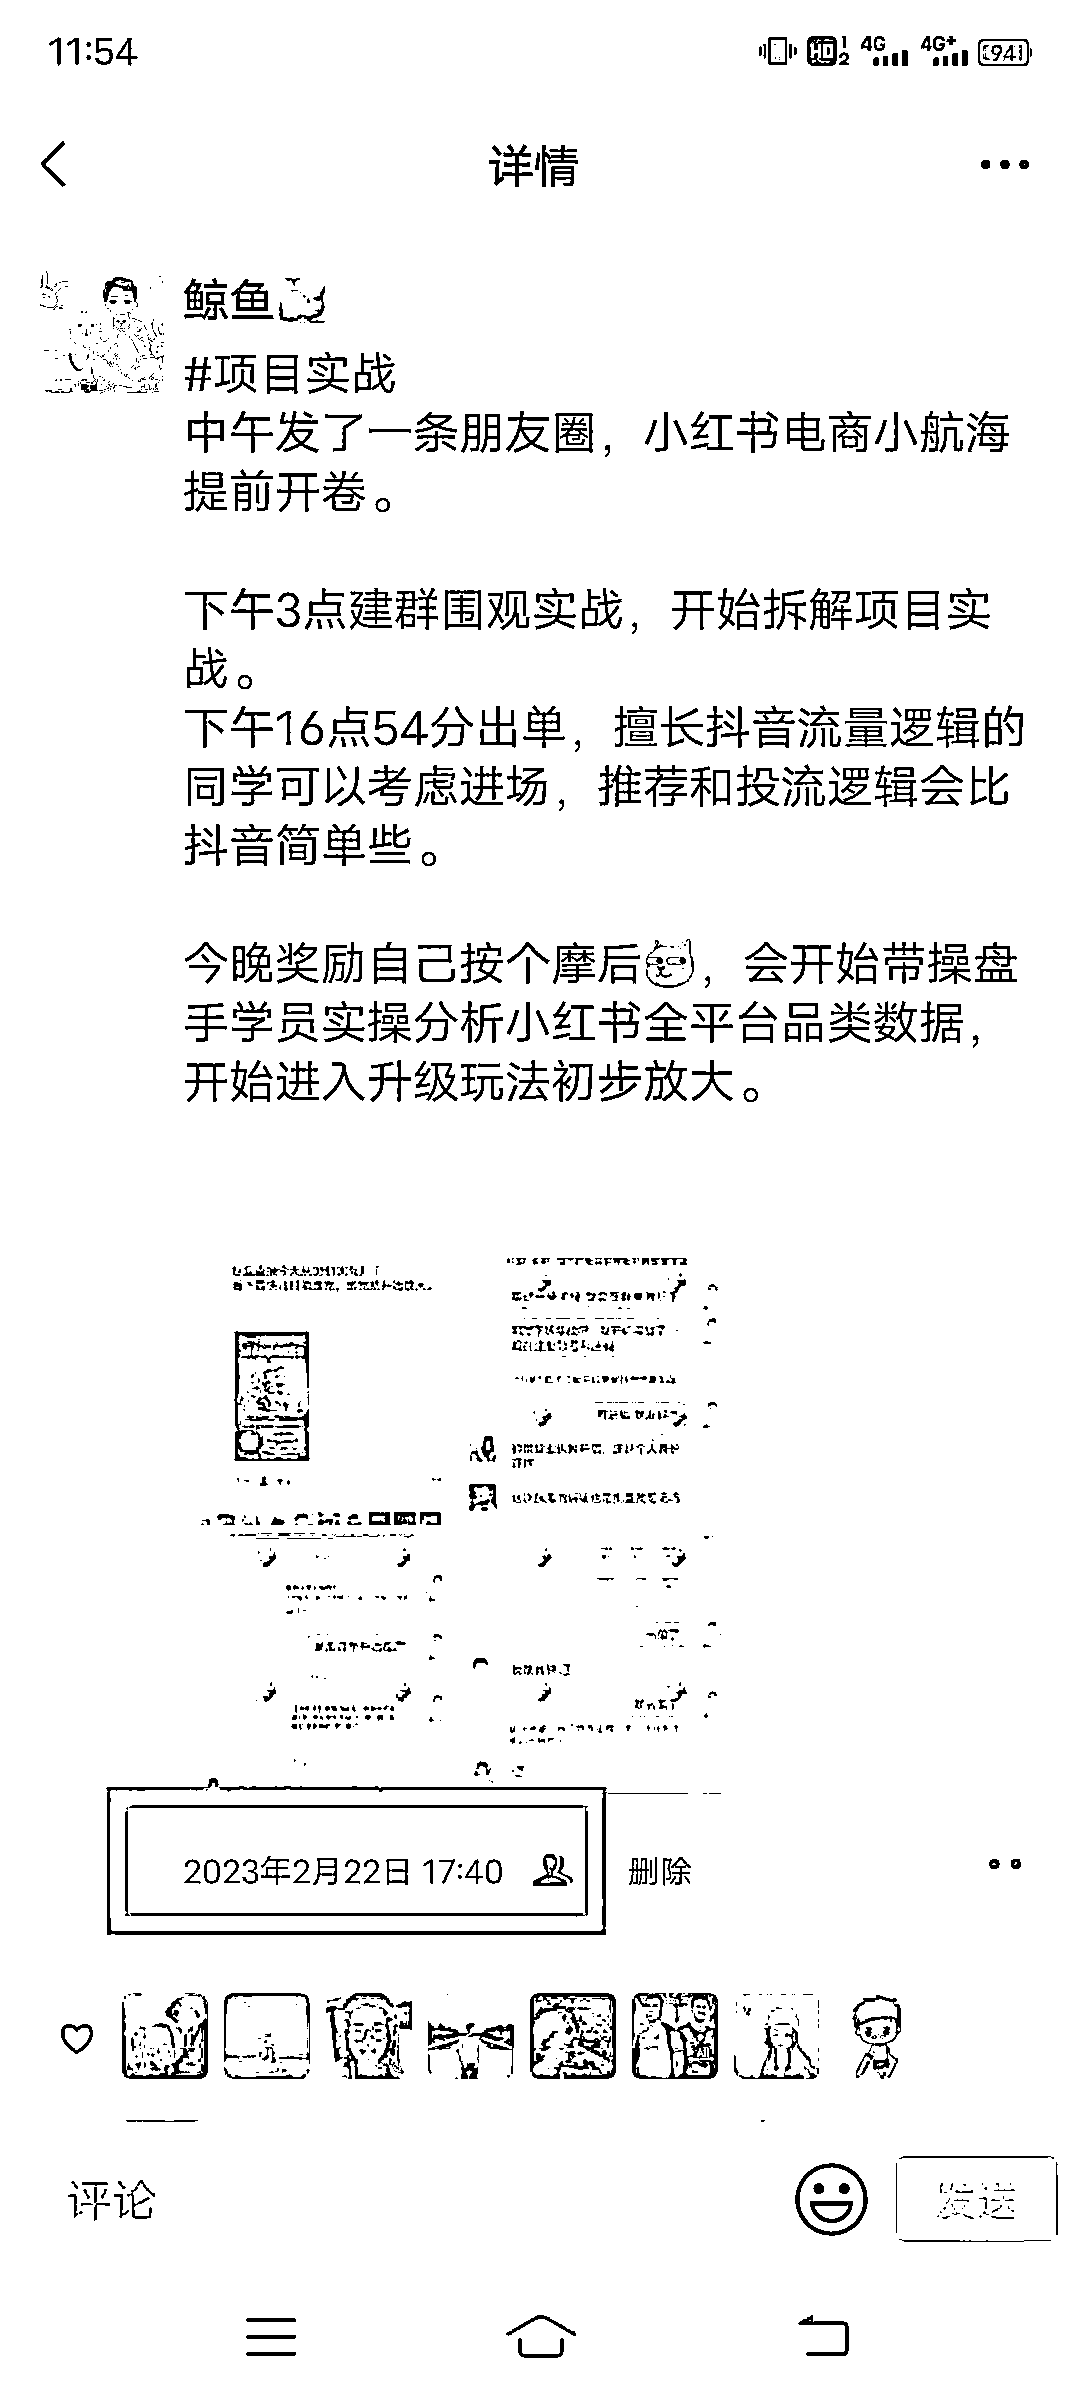 11:54
HD 1 2 4G 4G+ 94
详情
鲸鱼
#项目实战
中午发了一条朋友圈，小红书电商小航海
提前开卷。
下午3点建群围观实战，开始拆解项目实
战。
下午16点54分出单，擅长抖音流量逻辑的
同学可以考虑进场，推荐和投流逻辑会比
抖音简单些。
今晚奖励自己按个摩后，会开始带操盘
手学员实操分析小红书全平台品类数据，
开始进入升级玩法初步放大。
2023年2月22日 17:40 删除
评论 发送